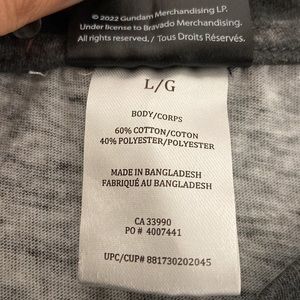 © 2022 Gundam Merchandising LP.
Under license to Bravado Merchandising.
All rights reserved. / Tous Droits Réservés.
L/G
BODY/CORPS
60% COTTON/COTON
40% POLYESTER/POLYESTER
MADE IN BANGLADESH
FABRIQUÉ AU BANGLADESH
CA 33990
PO # 4007441
UPC/CUP# 881730202045